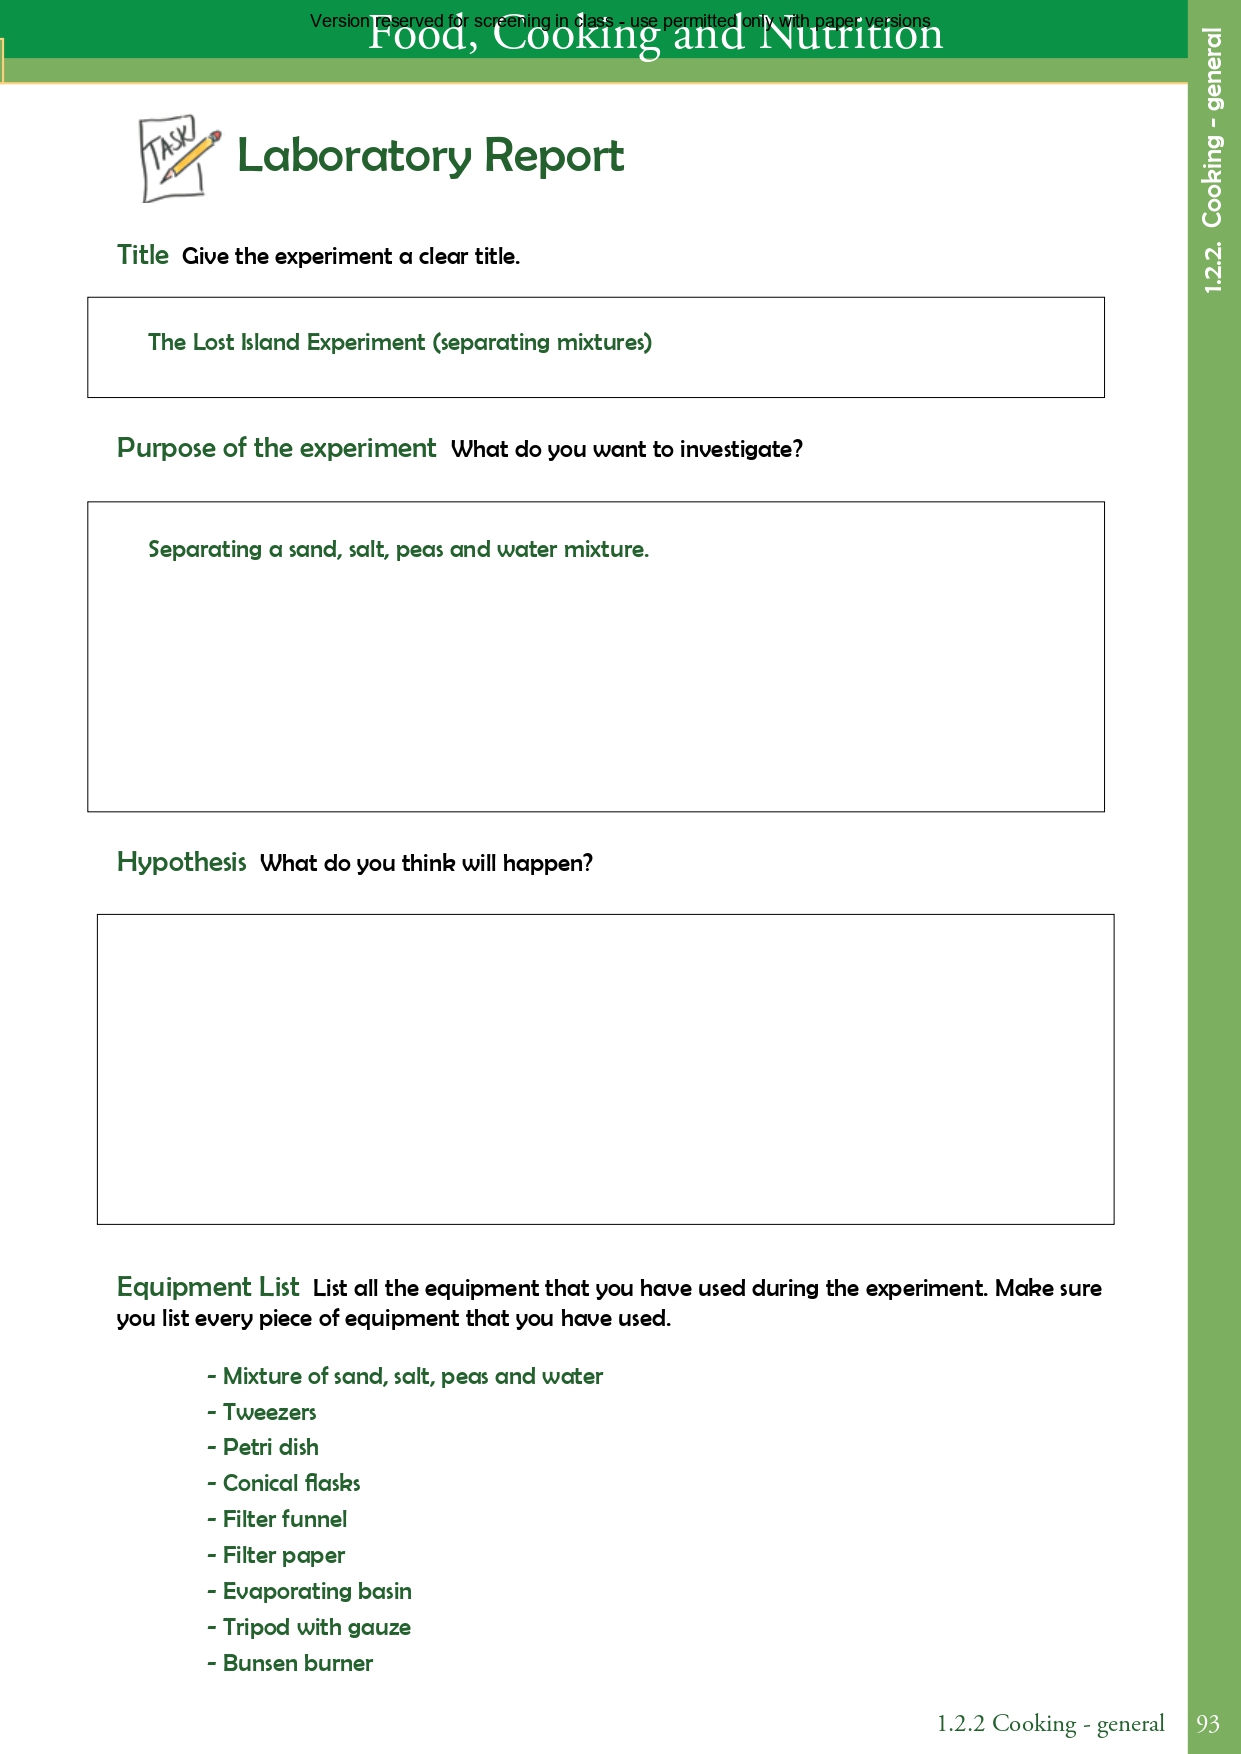 Version reserved for screening in class - use permitted only with paper versions
Food, Cooking and Nutrition
1.2.2. Cooking - general
TASK
Laboratory Report
Title Give the experiment a clear title.
The Lost Island Experiment (separating mixtures)
Purpose of the experiment What do you want to investigate?
Separating a sand, salt, peas and water mixture.
Hypothesis What do you think will happen?
Equipment List List all the equipment that you have used during the experiment. Make sure
you list every piece of equipment that you have used.
- Mixture of sand, salt, peas and water
- Tweezers
- Petri dish
- Conical flasks
- Filter funnel
- Filter paper
- Evaporating basin
- Tripod with gauze
- Bunsen burner
1.2.2 Cooking - general 93